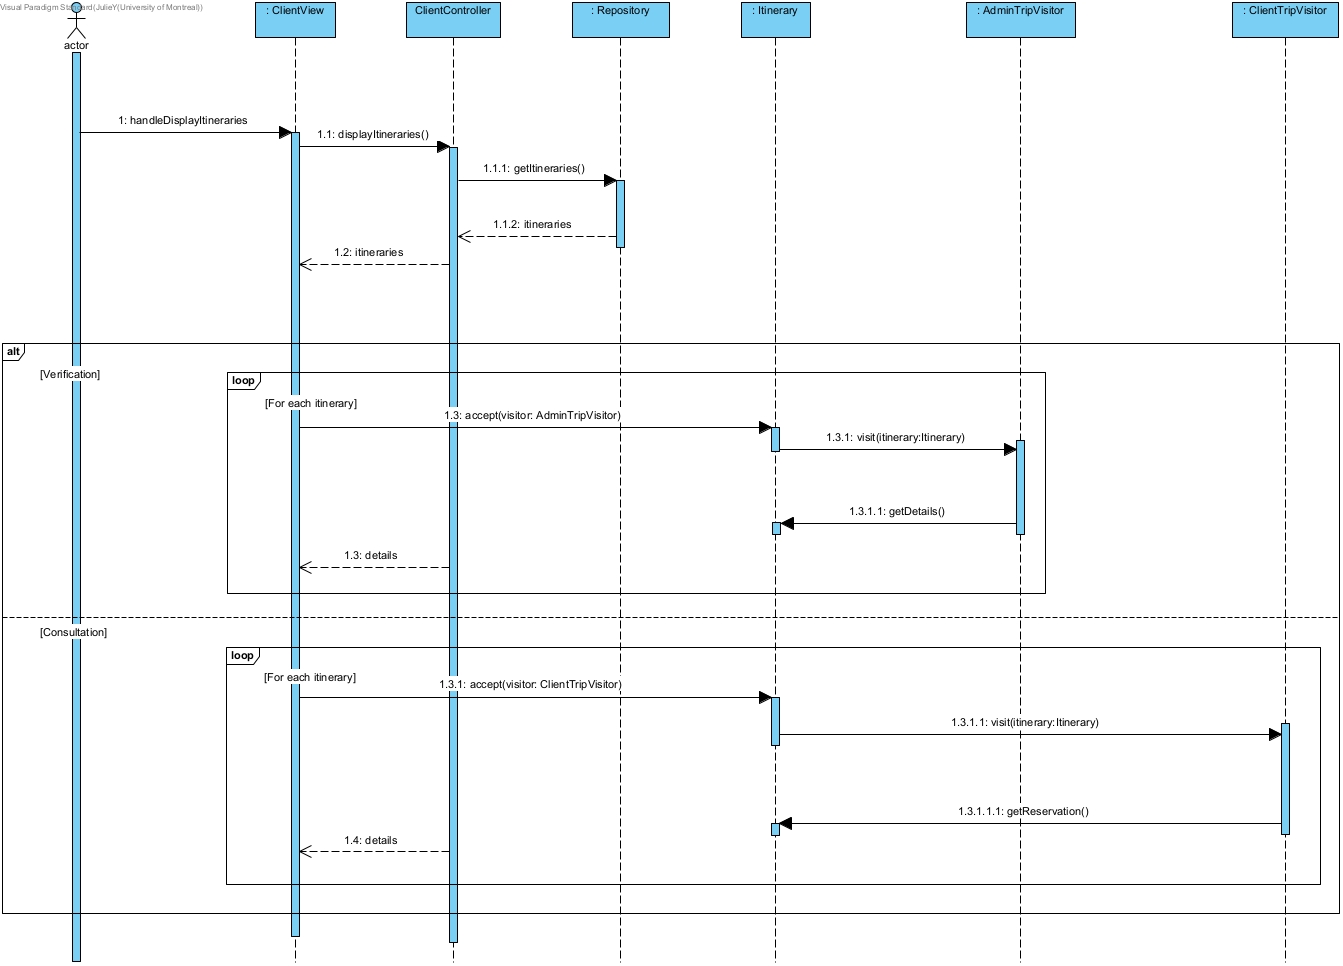 Visual Paradigm Standard(JulieY(University of Montreal))
actor
: ClientView
ClientController
: Repository
: Itinerary
: AdminTripVisitor
: ClientTripVisitor
1: handleDisplayItineraries
1.1: displayItineraries()
1.1.1: getItineraries()
1.1.2: itineraries
1.2: itineraries
alt
[Verification]
loop
[For each itinerary]
1.3: accept(visitor: AdminTripVisitor)
1.3.1: visit(itinerary:Itinerary)
1.3.1.1: getDetails()
1.3: details
[Consultation]
loop
[For each itinerary]
1.3.1: accept(visitor: ClientTripVisitor)
1.3.1.1: visit(itinerary:Itinerary)
1.3.1.1.1: getReservation()
1.4: details